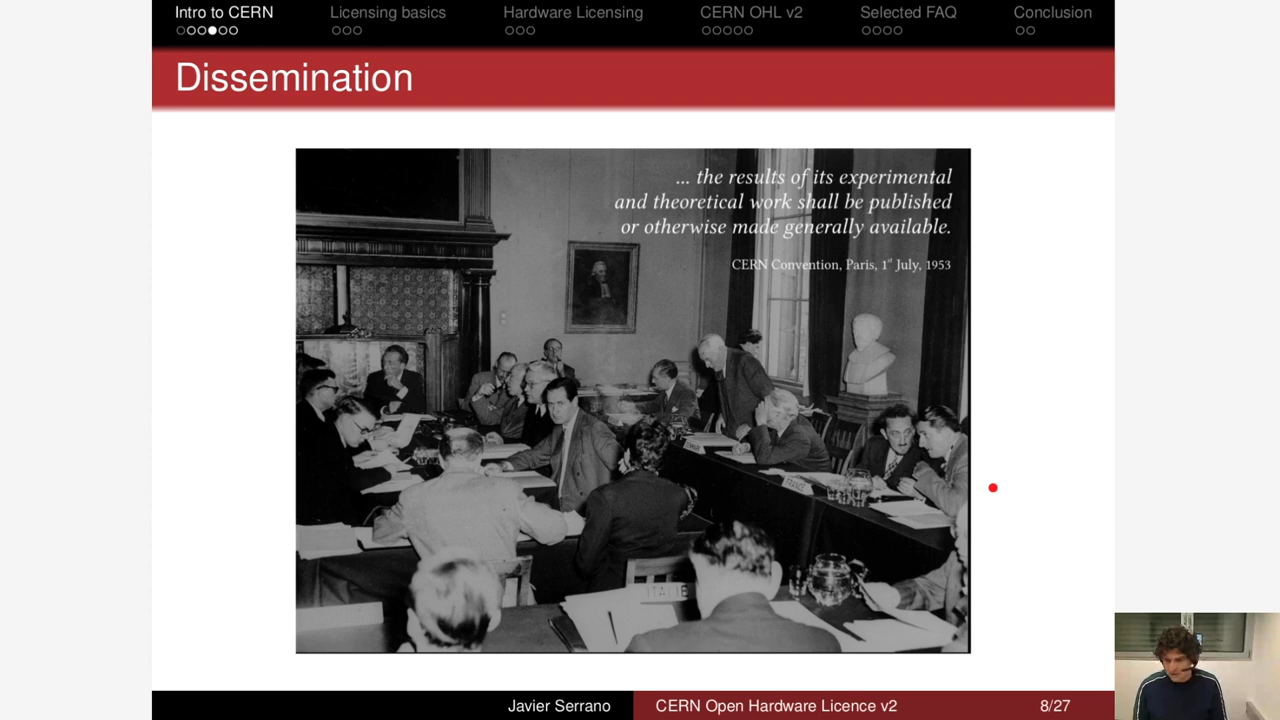 Intro to CERN
Licensing basics
Hardware Licensing
CERN OHL v2
Selected FAQ
Conclusion
Dissemination
... the results of its experimental
and theoretical work shall be published
or otherwise made generally available.
CERN Convention, Paris, 1st July, 1953
FRANCE
ITALIE
Javier Serrano
CERN Open Hardware Licence v2
8/27